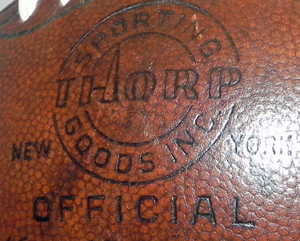 SPORTING
THORP
GOODS INC.
NEW YORK
OFFICIAL